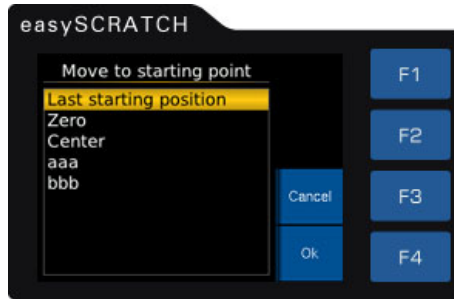 easySCRATCH
Move to starting point
F1
Last starting position
Zero
Center
F2
aaa
bbb
Cancel
F3
Ok
F4